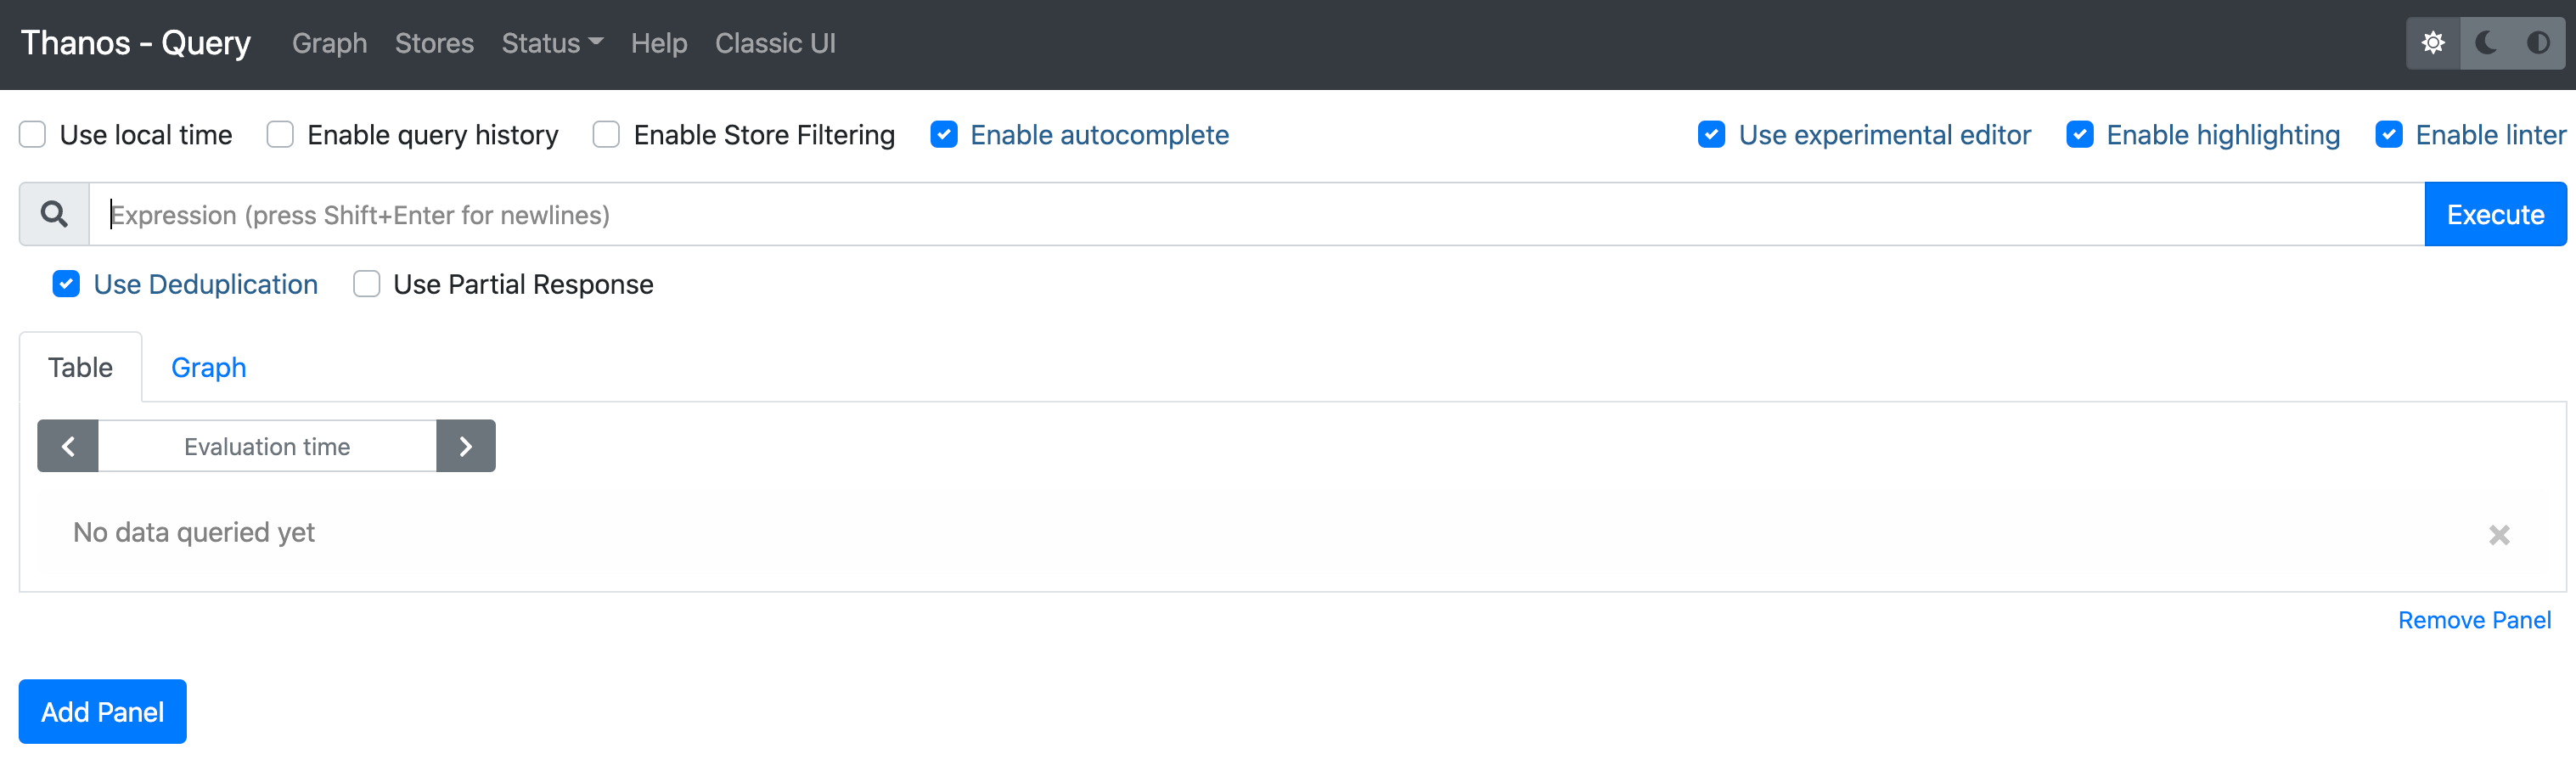 Thanos - Query Graph Stores Status Help Classic UI
Use local time Enable query history Enable Store Filtering Enable autocomplete Use experimental editor Enable highlighting Enable linter
Expression (press Shift+Enter for newlines) Execute
Use Deduplication Use Partial Response
Table Graph
Evaluation time
No data queried yet
Remove Panel
Add Panel